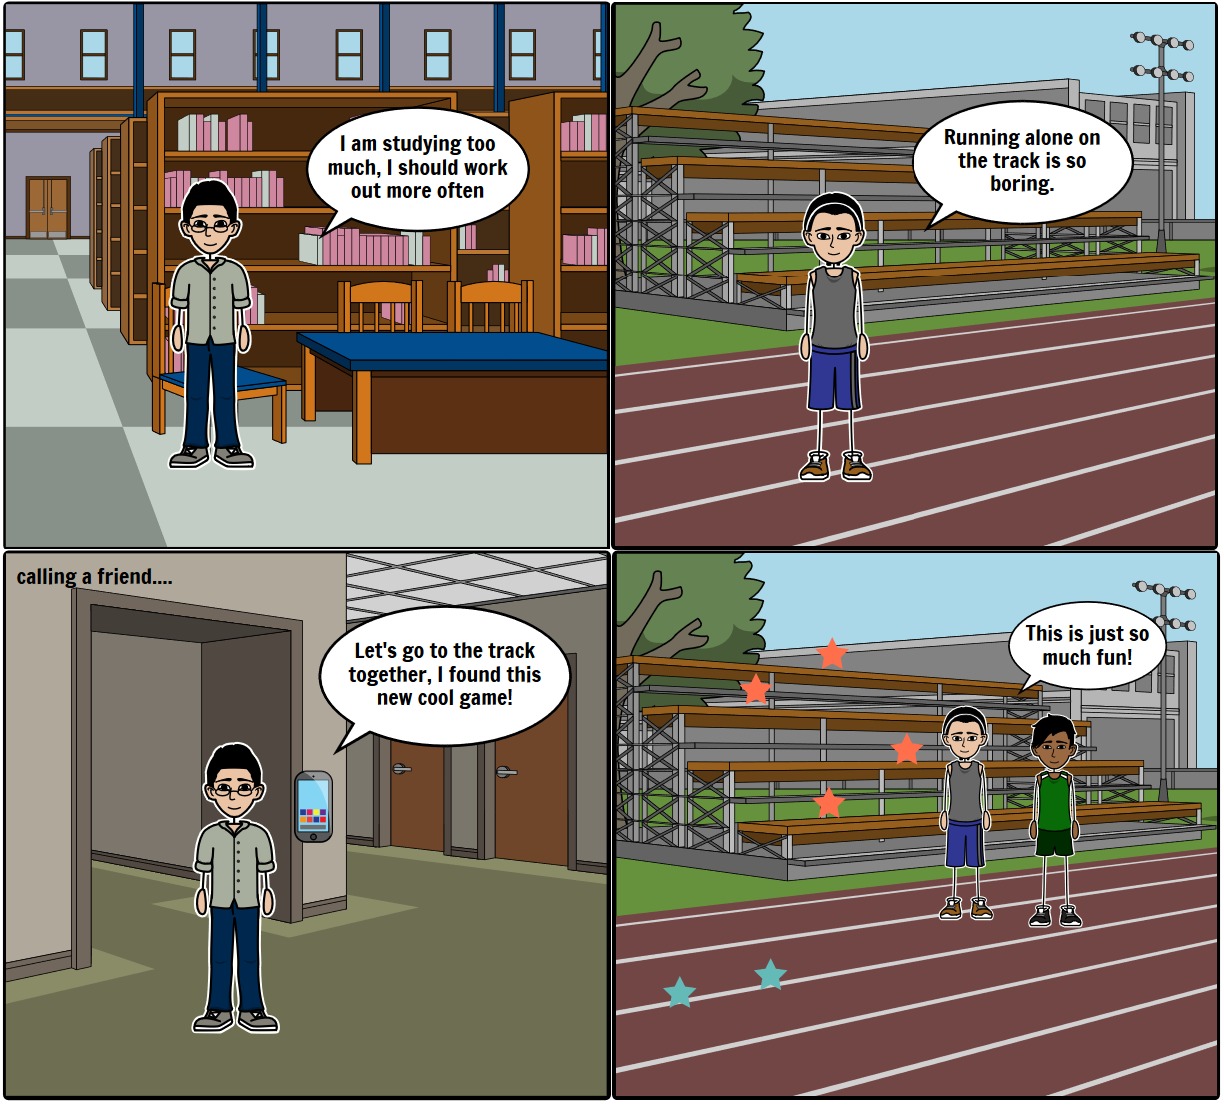 I am studying too
much, I should work
out more often
Running alone on
the track is so
boring.
calling a friend....
Let's go to the track
together, I found this
new cool game!
This is just so
much fun!